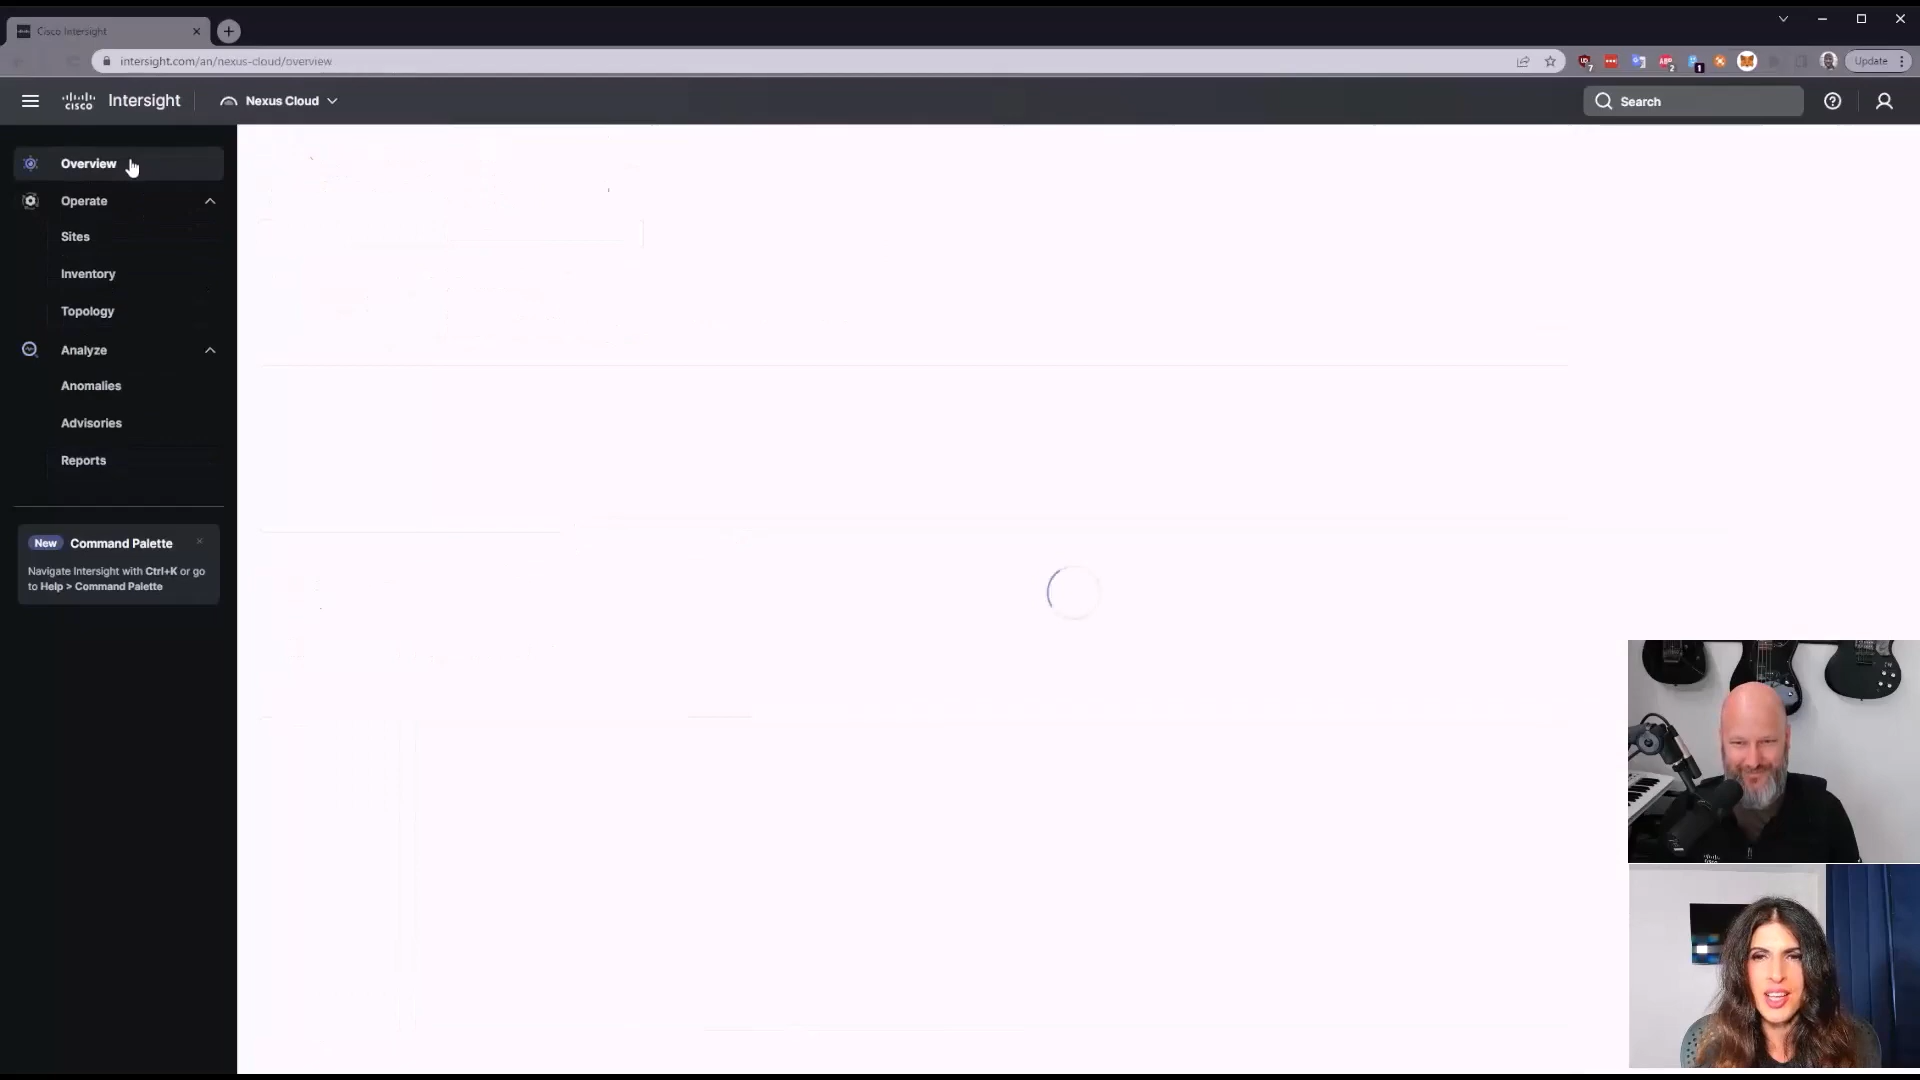 Cisco Intersight
intersight.com/an/nexus-cloud/overview
Update
cisco Intersight
Nexus Cloud
Search
Overview
Operate
Sites
Inventory
Topology
Analyze
Anomalies
Advisories
Reports
New Command Palette
Navigate Intersight with Ctrl+K or go
to Help > Command Palette